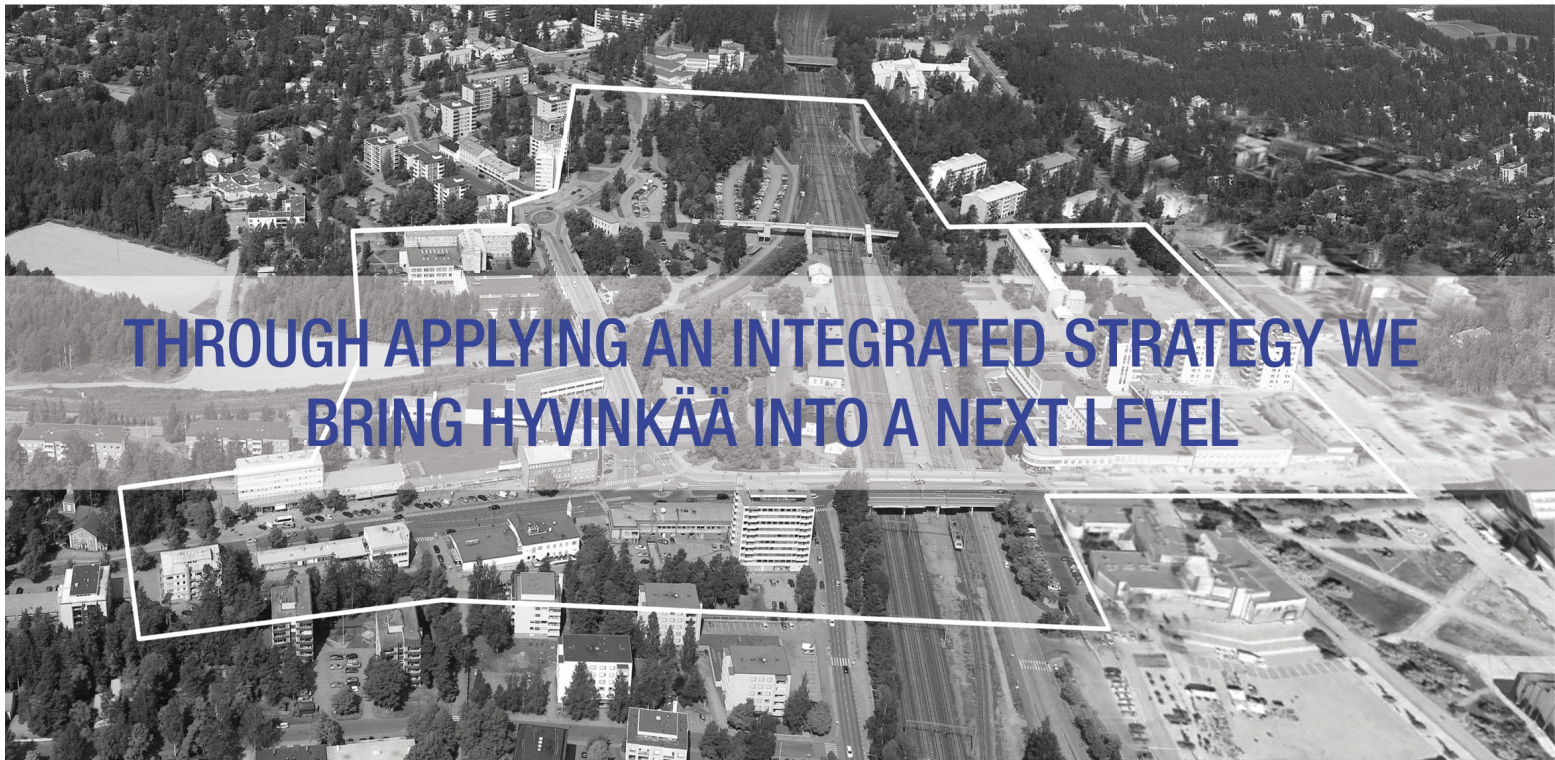 THROUGH APPLYING AN INTEGRATED STRATEGY WE
BRING HYVINKÄÄ INTO A NEXT LEVEL